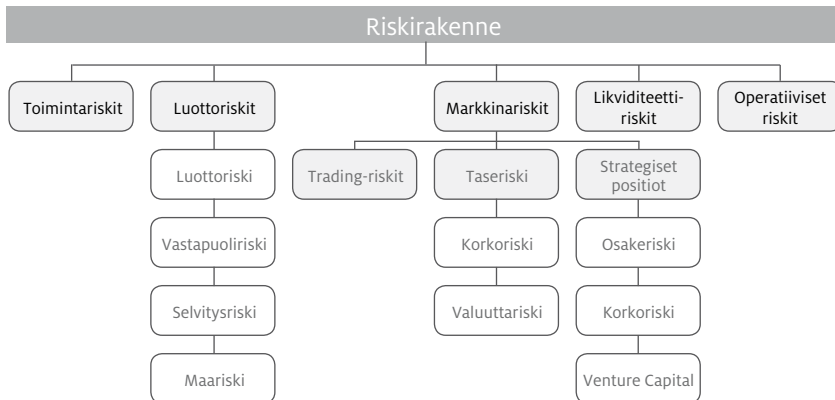 Riskirakenne
Toimintariskit
Luottoriskit
Markkinariskit
Likviditeetti-
riskit
Operatiiviset
riskit
Luottoriski
Trading-riskit
Taseriski
Strategiset
positiot
Vastapuoliriski
Korkoriski
Osakeriski
Selvitysriski
Valuuttariski
Korkoriski
Maariski
Venture Capital